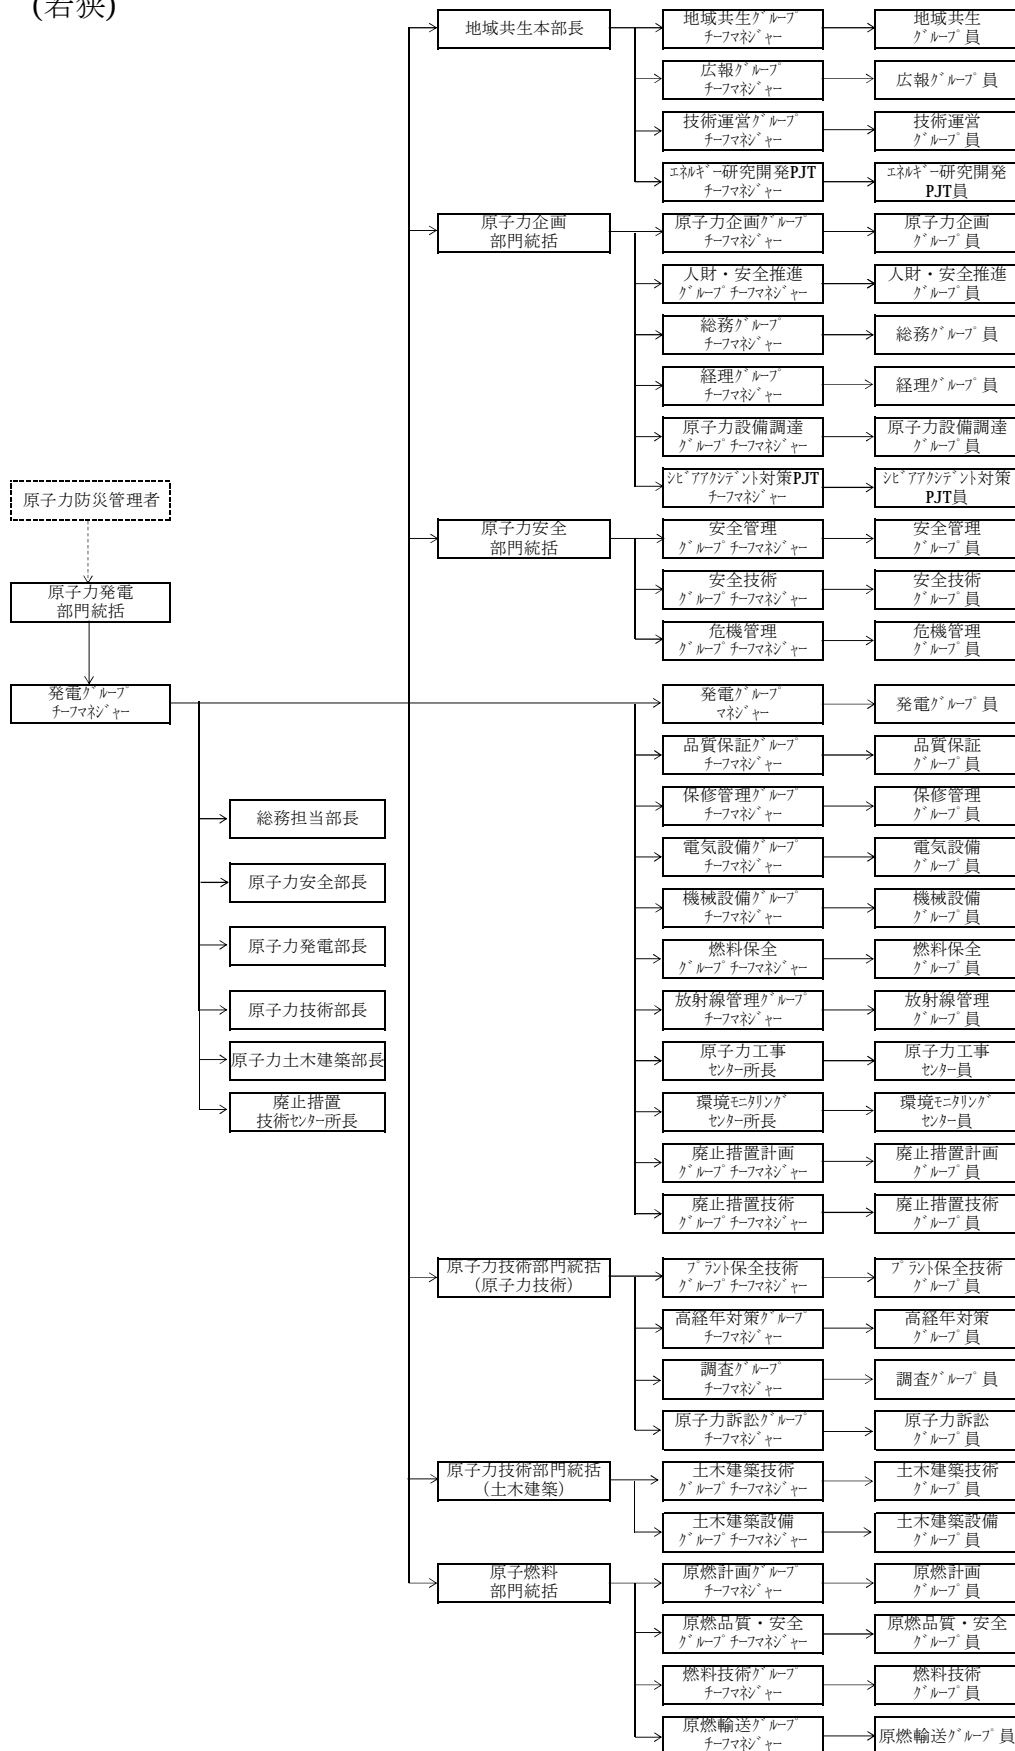 (若狭)
地域共生本部長
地域共生ｸﾞﾙｰﾌﾟ
ﾁｰﾌﾏﾈｼﾞｬｰ
地域共生
ｸﾞﾙｰﾌﾟ員
広報ｸﾞﾙｰﾌﾟ
ﾁｰﾌﾏﾈｼﾞｬｰ
広報ｸﾞﾙｰﾌﾟ員
技術運営ｸﾞﾙｰﾌﾟ
ﾁｰﾌﾏﾈｼﾞｬｰ
技術運営
ｸﾞﾙｰﾌﾟ員
ｴﾈﾙｷﾞｰ研究開発PJT
ﾁｰﾌﾏﾈｼﾞｬｰ
ｴﾈﾙｷﾞｰ研究開発
PJT員
原子力企画
部門統括
原子力企画ｸﾞﾙｰﾌﾟ
ﾁｰﾌﾏﾈｼﾞｬｰ
原子力企画
ｸﾞﾙｰﾌﾟ員
人財・安全推進
ｸﾞﾙｰﾌﾟﾁｰﾌﾏﾈｼﾞｬｰ
人財・安全推進
ｸﾞﾙｰﾌﾟ員
総務ｸﾞﾙｰﾌﾟ
ﾁｰﾌﾏﾈｼﾞｬｰ
総務ｸﾞﾙｰﾌﾟ員
経理ｸﾞﾙｰﾌﾟ
ﾁｰﾌﾏﾈｼﾞｬｰ
経理ｸﾞﾙｰﾌﾟ員
原子力設備調達
ｸﾞﾙｰﾌﾟﾁｰﾌﾏﾈｼﾞｬｰ
原子力設備調達
ｸﾞﾙｰﾌﾟ員
ｼﾋﾞｱｱｸｼﾃﾞﾝﾄ対策PJT
ﾁｰﾌﾏﾈｼﾞｬｰ
ｼﾋﾞｱｱｸｼﾃﾞﾝﾄ対策
PJT員
原子力防災管理者
原子力安全
部門統括
安全管理
ｸﾞﾙｰﾌﾟﾁｰﾌﾏﾈｼﾞｬｰ
安全管理
ｸﾞﾙｰﾌﾟ員
安全技術
ｸﾞﾙｰﾌﾟﾁｰﾌﾏﾈｼﾞｬｰ
安全技術
ｸﾞﾙｰﾌﾟ員
原子力発電
部門統括
危機管理
ｸﾞﾙｰﾌﾟﾁｰﾌﾏﾈｼﾞｬｰ
危機管理
ｸﾞﾙｰﾌﾟ員
発電ｸﾞﾙｰﾌﾟ
ﾁｰﾌﾏﾈｼﾞｬｰ
発電ｸﾞﾙｰﾌﾟ
ﾏﾈｼﾞｬｰ
発電ｸﾞﾙｰﾌﾟ員
品質保証ｸﾞﾙｰﾌﾟ
ﾁｰﾌﾏﾈｼﾞｬｰ
品質保証
ｸﾞﾙｰﾌﾟ員
総務担当部長
保修管理ｸﾞﾙｰﾌﾟ
ﾁｰﾌﾏﾈｼﾞｬｰ
保修管理
ｸﾞﾙｰﾌﾟ員
電気設備ｸﾞﾙｰﾌﾟ
ﾁｰﾌﾏﾈｼﾞｬｰ
電気設備
ｸﾞﾙｰﾌﾟ員
原子力安全部長
機械設備ｸﾞﾙｰﾌﾟ
ﾁｰﾌﾏﾈｼﾞｬｰ
機械設備
ｸﾞﾙｰﾌﾟ員
原子力発電部長
燃料保全
ｸﾞﾙｰﾌﾟﾁｰﾌﾏﾈｼﾞｬｰ
燃料保全
ｸﾞﾙｰﾌﾟ員
原子力技術部長
放射線管理ｸﾞﾙｰﾌﾟ
ﾁｰﾌﾏﾈｼﾞｬｰ
放射線管理
ｸﾞﾙｰﾌﾟ員
原子力土木建築部長
原子力工事
ｾﾝﾀｰ所長
原子力工事
ｾﾝﾀｰ員
廃止措置
技術ｾﾝﾀｰ所長
環境ﾓﾆﾀﾘﾝｸﾞ
ｾﾝﾀｰ所長
環境ﾓﾆﾀﾘﾝｸﾞ
ｾﾝﾀｰ員
廃止措置計画
ｸﾞﾙｰﾌﾟﾁｰﾌﾏﾈｼﾞｬｰ
廃止措置計画
ｸﾞﾙｰﾌﾟ員
廃止措置技術
ｸﾞﾙｰﾌﾟﾁｰﾌﾏﾈｼﾞｬｰ
廃止措置技術
ｸﾞﾙｰﾌﾟ員
原子力技術部門統括
(原子力技術)
ﾌﾟﾗﾝﾄ保全技術
ｸﾞﾙｰﾌﾟﾁｰﾌﾏﾈｼﾞｬｰ
ﾌﾟﾗﾝﾄ保全技術
ｸﾞﾙｰﾌﾟ員
高経年対策ｸﾞﾙｰﾌﾟ
ﾁｰﾌﾏﾈｼﾞｬｰ
高経年対策
ｸﾞﾙｰﾌﾟ員
調査ｸﾞﾙｰﾌﾟ
ﾁｰﾌﾏﾈｼﾞｬｰ
調査ｸﾞﾙｰﾌﾟ員
原子力訴訟ｸﾞﾙｰﾌﾟ
ﾁｰﾌﾏﾈｼﾞｬｰ
原子力訴訟
ｸﾞﾙｰﾌﾟ員
原子力技術部門統括
(土木建築)
土木建築技術
ｸﾞﾙｰﾌﾟﾁｰﾌﾏﾈｼﾞｬｰ
土木建築技術
ｸﾞﾙｰﾌﾟ員
土木建築設備
ｸﾞﾙｰﾌﾟﾁｰﾌﾏﾈｼﾞｬｰ
土木建築設備
ｸﾞﾙｰﾌﾟ員
原子燃料
部門統括
原燃計画ｸﾞﾙｰﾌﾟ
ﾁｰﾌﾏﾈｼﾞｬｰ
原燃計画
ｸﾞﾙｰﾌﾟ員
原燃品質・安全
ｸﾞﾙｰﾌﾟﾁｰﾌﾏﾈｼﾞｬｰ
原燃品質・安全
ｸﾞﾙｰﾌﾟ員
燃料技術ｸﾞﾙｰﾌﾟ
ﾁｰﾌﾏﾈｼﾞｬｰ
燃料技術
ｸﾞﾙｰﾌﾟ員
原燃輸送ｸﾞﾙｰﾌﾟ
ﾁｰﾌﾏﾈｼﾞｬｰ
原燃輸送ｸﾞﾙｰﾌﾟ員